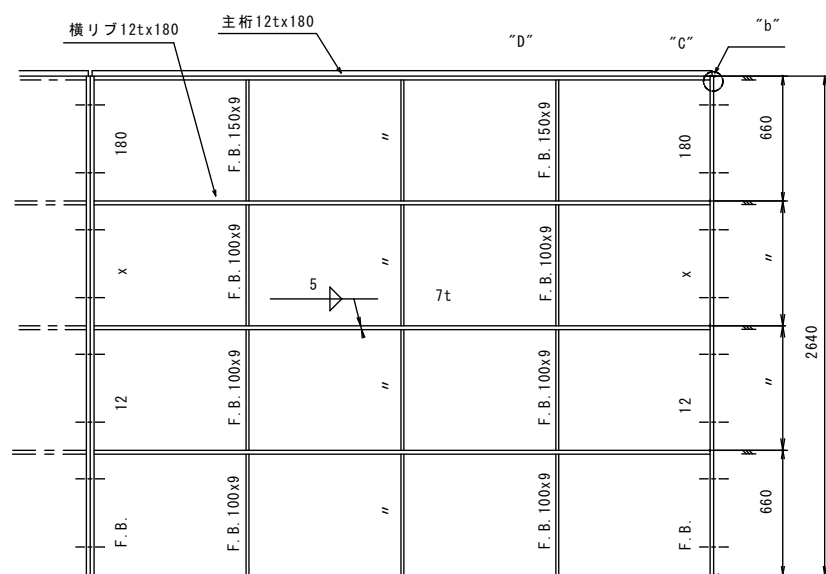 横リブ12tx180
主桁12tx180
"D"
"C"
"b"
180
F.B.150x9
〃
F.B.150x9
180
660
x
F.B.100x9
〃
F.B.100x9
x
〃
5
7t
2640
12
F.B.100x9
〃
F.B.100x9
12
〃
F.B.
F.B.100x9
〃
F.B.100x9
F.B.
660